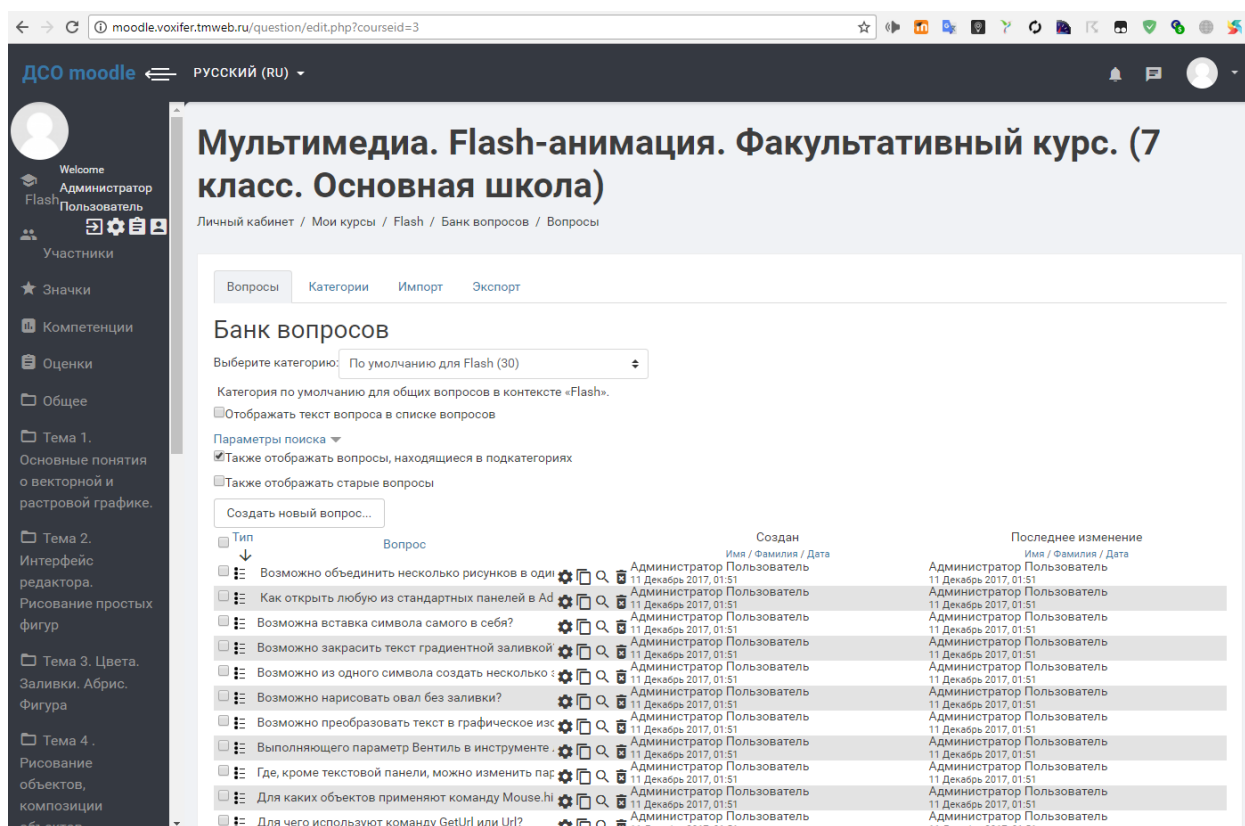 moodle.voxifer.tmweb.ru/question/edit.php?courseid=3
ДСО moodle
РУССКИЙ (RU)
Welcome
Администратор
Пользователь
Flash
Участники
Значки
Компетенции
Оценки
Общее
Тема 1.
Основные понятия
о векторной и
растровой графике.
Тема 2.
Интерфейс
редактора.
Рисование простых
фигур
Тема 3. Цвета.
Заливки. Абрис.
Фигура
Тема 4 .
Рисование
объектов,
композиции
Мультимедиа. Flash-анимация. Факультативный курс. (7
класс. Основная школа)
Личный кабинет / Мои курсы / Flash / Банк вопросов / Вопросы
Вопросы Категории Импорт Экспорт
Банк вопросов
Выберите категорию: По умолчанию для Flash (30)
Категория по умолчанию для общих вопросов в контексте «Flash».
Отображать текст вопроса в списке вопросов
Параметры поиска
Также отображать вопросы, находящиеся в подкатегориях
Также отображать старые вопросы
Создать новый вопрос...
Тип Вопрос Создан Последнее изменение
Имя / Фамилия / Дата Имя / Фамилия / Дата
Возможно объединить несколько рисунков в Администратор Пользователь Администратор Пользователь
11 Декабрь 2017, 01:51 11 Декабрь 2017, 01:51
Как открыть любую из стандартных панелей в Ad Администратор Пользователь Администратор Пользователь
11 Декабрь 2017, 01:51 11 Декабрь 2017, 01:51
Возможна вставка символа самого в себя? Администратор Пользователь Администратор Пользователь
11 Декабрь 2017, 01:51 11 Декабрь 2017, 01:51
Возможно закрасить текст градиентной заливкой Администратор Пользователь Администратор Пользователь
11 Декабрь 2017, 01:51 11 Декабрь 2017, 01:51
Возможно из одного символа создать несколько Администратор Пользователь Администратор Пользователь
11 Декабрь 2017, 01:51 11 Декабрь 2017, 01:51
Возможно нарисовать овал без заливки? Администратор Пользователь Администратор Пользователь
11 Декабрь 2017, 01:51 11 Декабрь 2017, 01:51
Возможно преобразовать текст в графическое Администратор Пользователь Администратор Пользователь
11 Декабрь 2017, 01:51 11 Декабрь 2017, 01:51
Выполняющего параметр Вентиль в инструменте Администратор Пользователь Администратор Пользователь
11 Декабрь 2017, 01:51 11 Декабрь 2017, 01:51
Где, кроме текстовой панели, можно изменить пар Администратор Пользователь Администратор Пользователь
11 Декабрь 2017, 01:51 11 Декабрь 2017, 01:51
Для каких объектов применяют команду Mouse.hi Администратор Пользователь Администратор Пользователь
11 Декабрь 2017, 01:51 11 Декабрь 2017, 01:51
Для чего используют команду GetUrl или Url? Администратор Пользователь Администратор Пользователь